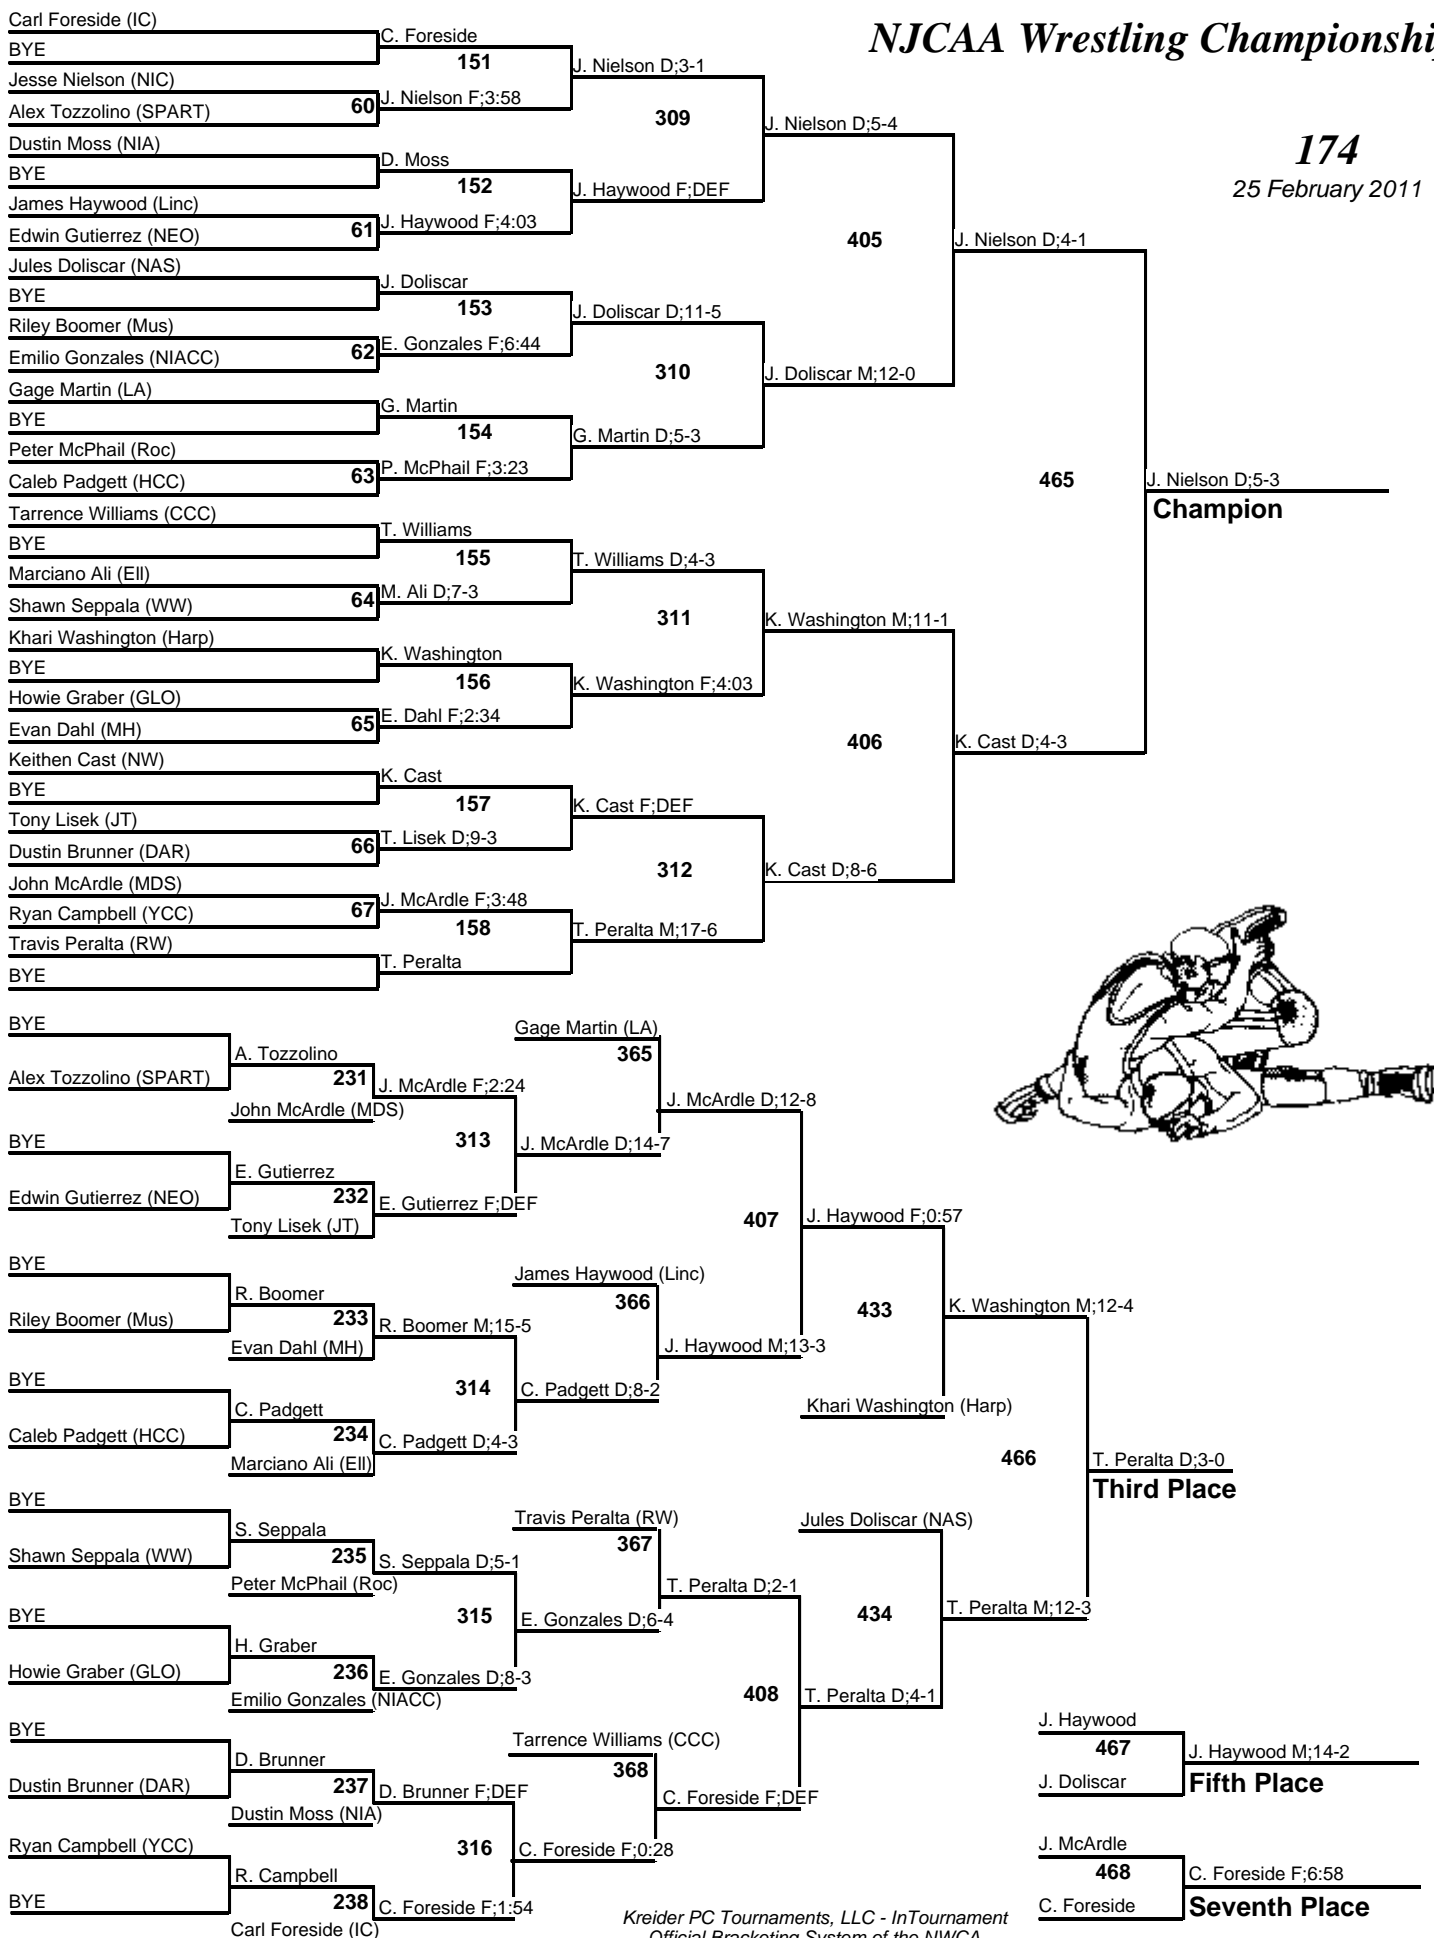 NJCAA Wrestling Championshi
174
25 February 2011
Carl Foreside (IC)
BYE
C. Foreside
151
Jesse Nielson (NIC)
Alex Tozzolino (SPART)
60
J. Nielson F;3:58
J. Nielson D;3-1
309
Dustin Moss (NIA)
BYE
D. Moss
152
James Haywood (Linc)
Edwin Gutierrez (NEO)
61
J. Haywood F;4:03
J. Haywood F;DEF
J. Nielson D;5-4
405
Jules Doliscar (NAS)
BYE
J. Doliscar
153
Riley Boomer (Mus)
Emilio Gonzales (NIACC)
62
E. Gonzales F;6:44
J. Doliscar D;11-5
310
Gage Martin (LA)
BYE
G. Martin
154
Peter McPhail (Roc)
Caleb Padgett (HCC)
63
P. McPhail F;3:23
G. Martin D;5-3
J. Doliscar M;12-0
J. Nielson D;4-1
465
J. Nielson D;5-3
Champion
Tarrence Williams (CCC)
BYE
T. Williams
155
Marciano Ali (Ell)
Shawn Seppala (WW)
64
M. Ali D;7-3
T. Williams D;4-3
311
Khari Washington (Harp)
BYE
K. Washington
156
Howie Graber (GLO)
Evan Dahl (MH)
65
E. Dahl F;2:34
K. Washington F;4:03
K. Washington M;11-1
406
K. Cast D;4-3
Keithen Cast (NW)
BYE
K. Cast
157
Tony Lisek (JT)
Dustin Brunner (DAR)
66
T. Lisek D;9-3
K. Cast F;DEF
312
K. Cast D;8-6
John McArdle (MDS)
Ryan Campbell (YCC)
67
J. McArdle F;3:48
158
Travis Peralta (RW)
BYE
T. Peralta
T. Peralta M;17-6
BYE
Alex Tozzolino (SPART)
A. Tozzolino
231
John McArdle (MDS)
J. McArdle F;2:24
313
BYE
Edwin Gutierrez (NEO)
E. Gutierrez
232
Tony Lisek (JT)
E. Gutierrez F;DEF
Gage Martin (LA)
365
J. McArdle D;14-7
J. McArdle D;12-8
407
BYE
Riley Boomer (Mus)
R. Boomer
233
Evan Dahl (MH)
R. Boomer M;15-5
314
BYE
Caleb Padgett (HCC)
C. Padgett
234
Marciano Ali (Ell)
C. Padgett D;4-3
James Haywood (Linc)
366
C. Padgett D;8-2
J. Haywood M;13-3
J. Haywood F;0:57
433
Khari Washington (Harp)
K. Washington M;12-4
466
T. Peralta D;3-0
Third Place
BYE
Shawn Seppala (WW)
S. Seppala
235
Peter McPhail (Roc)
S. Seppala D;5-1
315
BYE
Howie Graber (GLO)
H. Graber
236
Emilio Gonzales (NIACC)
E. Gonzales D;8-3
Travis Peralta (RW)
367
E. Gonzales D;6-4
T. Peralta D;2-1
408
Jules Doliscar (NAS)
434
T. Peralta D;4-1
T. Peralta M;12-3
BYE
Dustin Brunner (DAR)
D. Brunner
237
Dustin Moss (NIA)
D. Brunner F;DEF
316
Ryan Campbell (YCC)
BYE
R. Campbell
238
Carl Foreside (IC)
C. Foreside F;1:54
Tarrence Williams (CCC)
368
C. Foreside F;0:28
C. Foreside F;DEF
J. Haywood
467
J. Doliscar
J. Haywood M;14-2
Fifth Place
J. McArdle
468
C. Foreside
C. Foreside F;6:58
Seventh Place
Kreider PC Tournaments, LLC - InTournament
Official Bracketing System of the NWCA